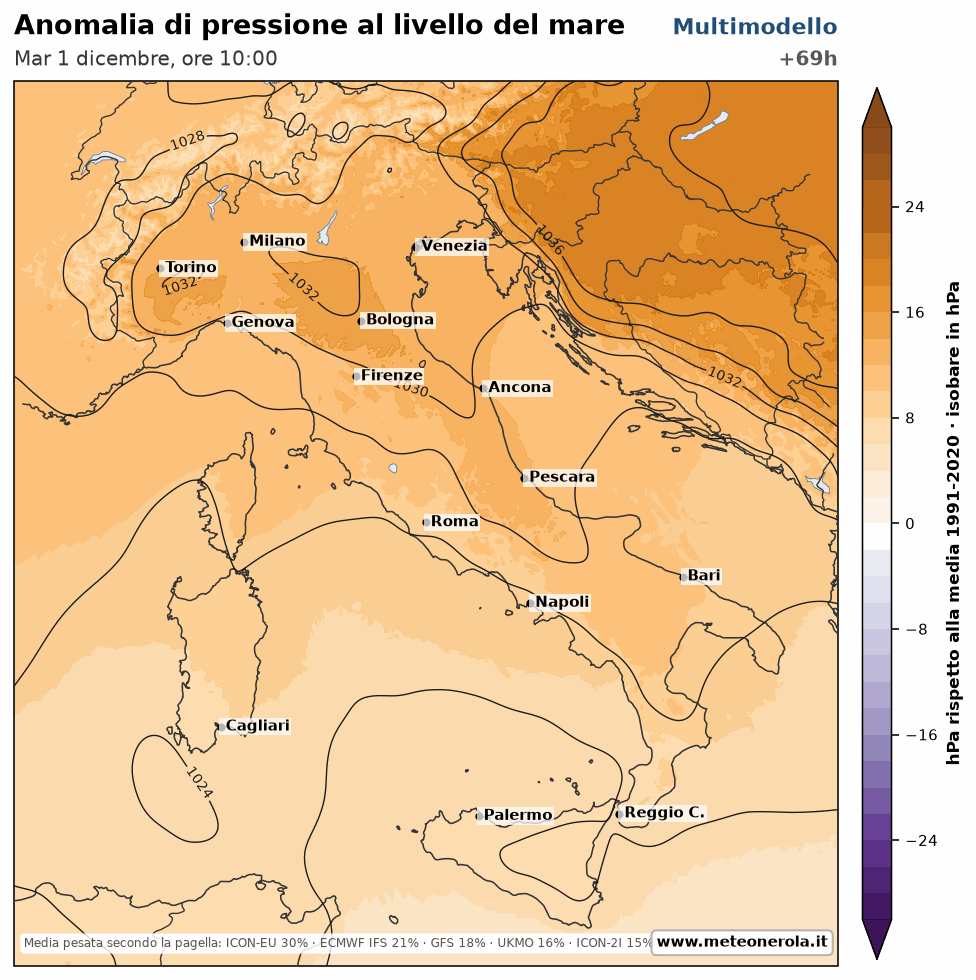 Anomalia di pressione al livello del mare
Multimodello
Mar 1 dicembre, ore 10:00
+69h
1028
Milano
Venezia
1036
Torino
1032
1032
Genova
Bologna
Firenze
1030
Ancona
1032
Pescara
Roma
Bari
Napoli
Cagliari
1024
Palermo
Reggio C.
24
16
8
0
−8
−16
−24
hPa rispetto alla media 1991-2020 · isobare in hPa
Media pesata secondo la pagella: ICON-EU 30% · ECMWF IFS 21% · GFS 18% · UKMO 16% · ICON-2I 15%
www.meteonerola.it